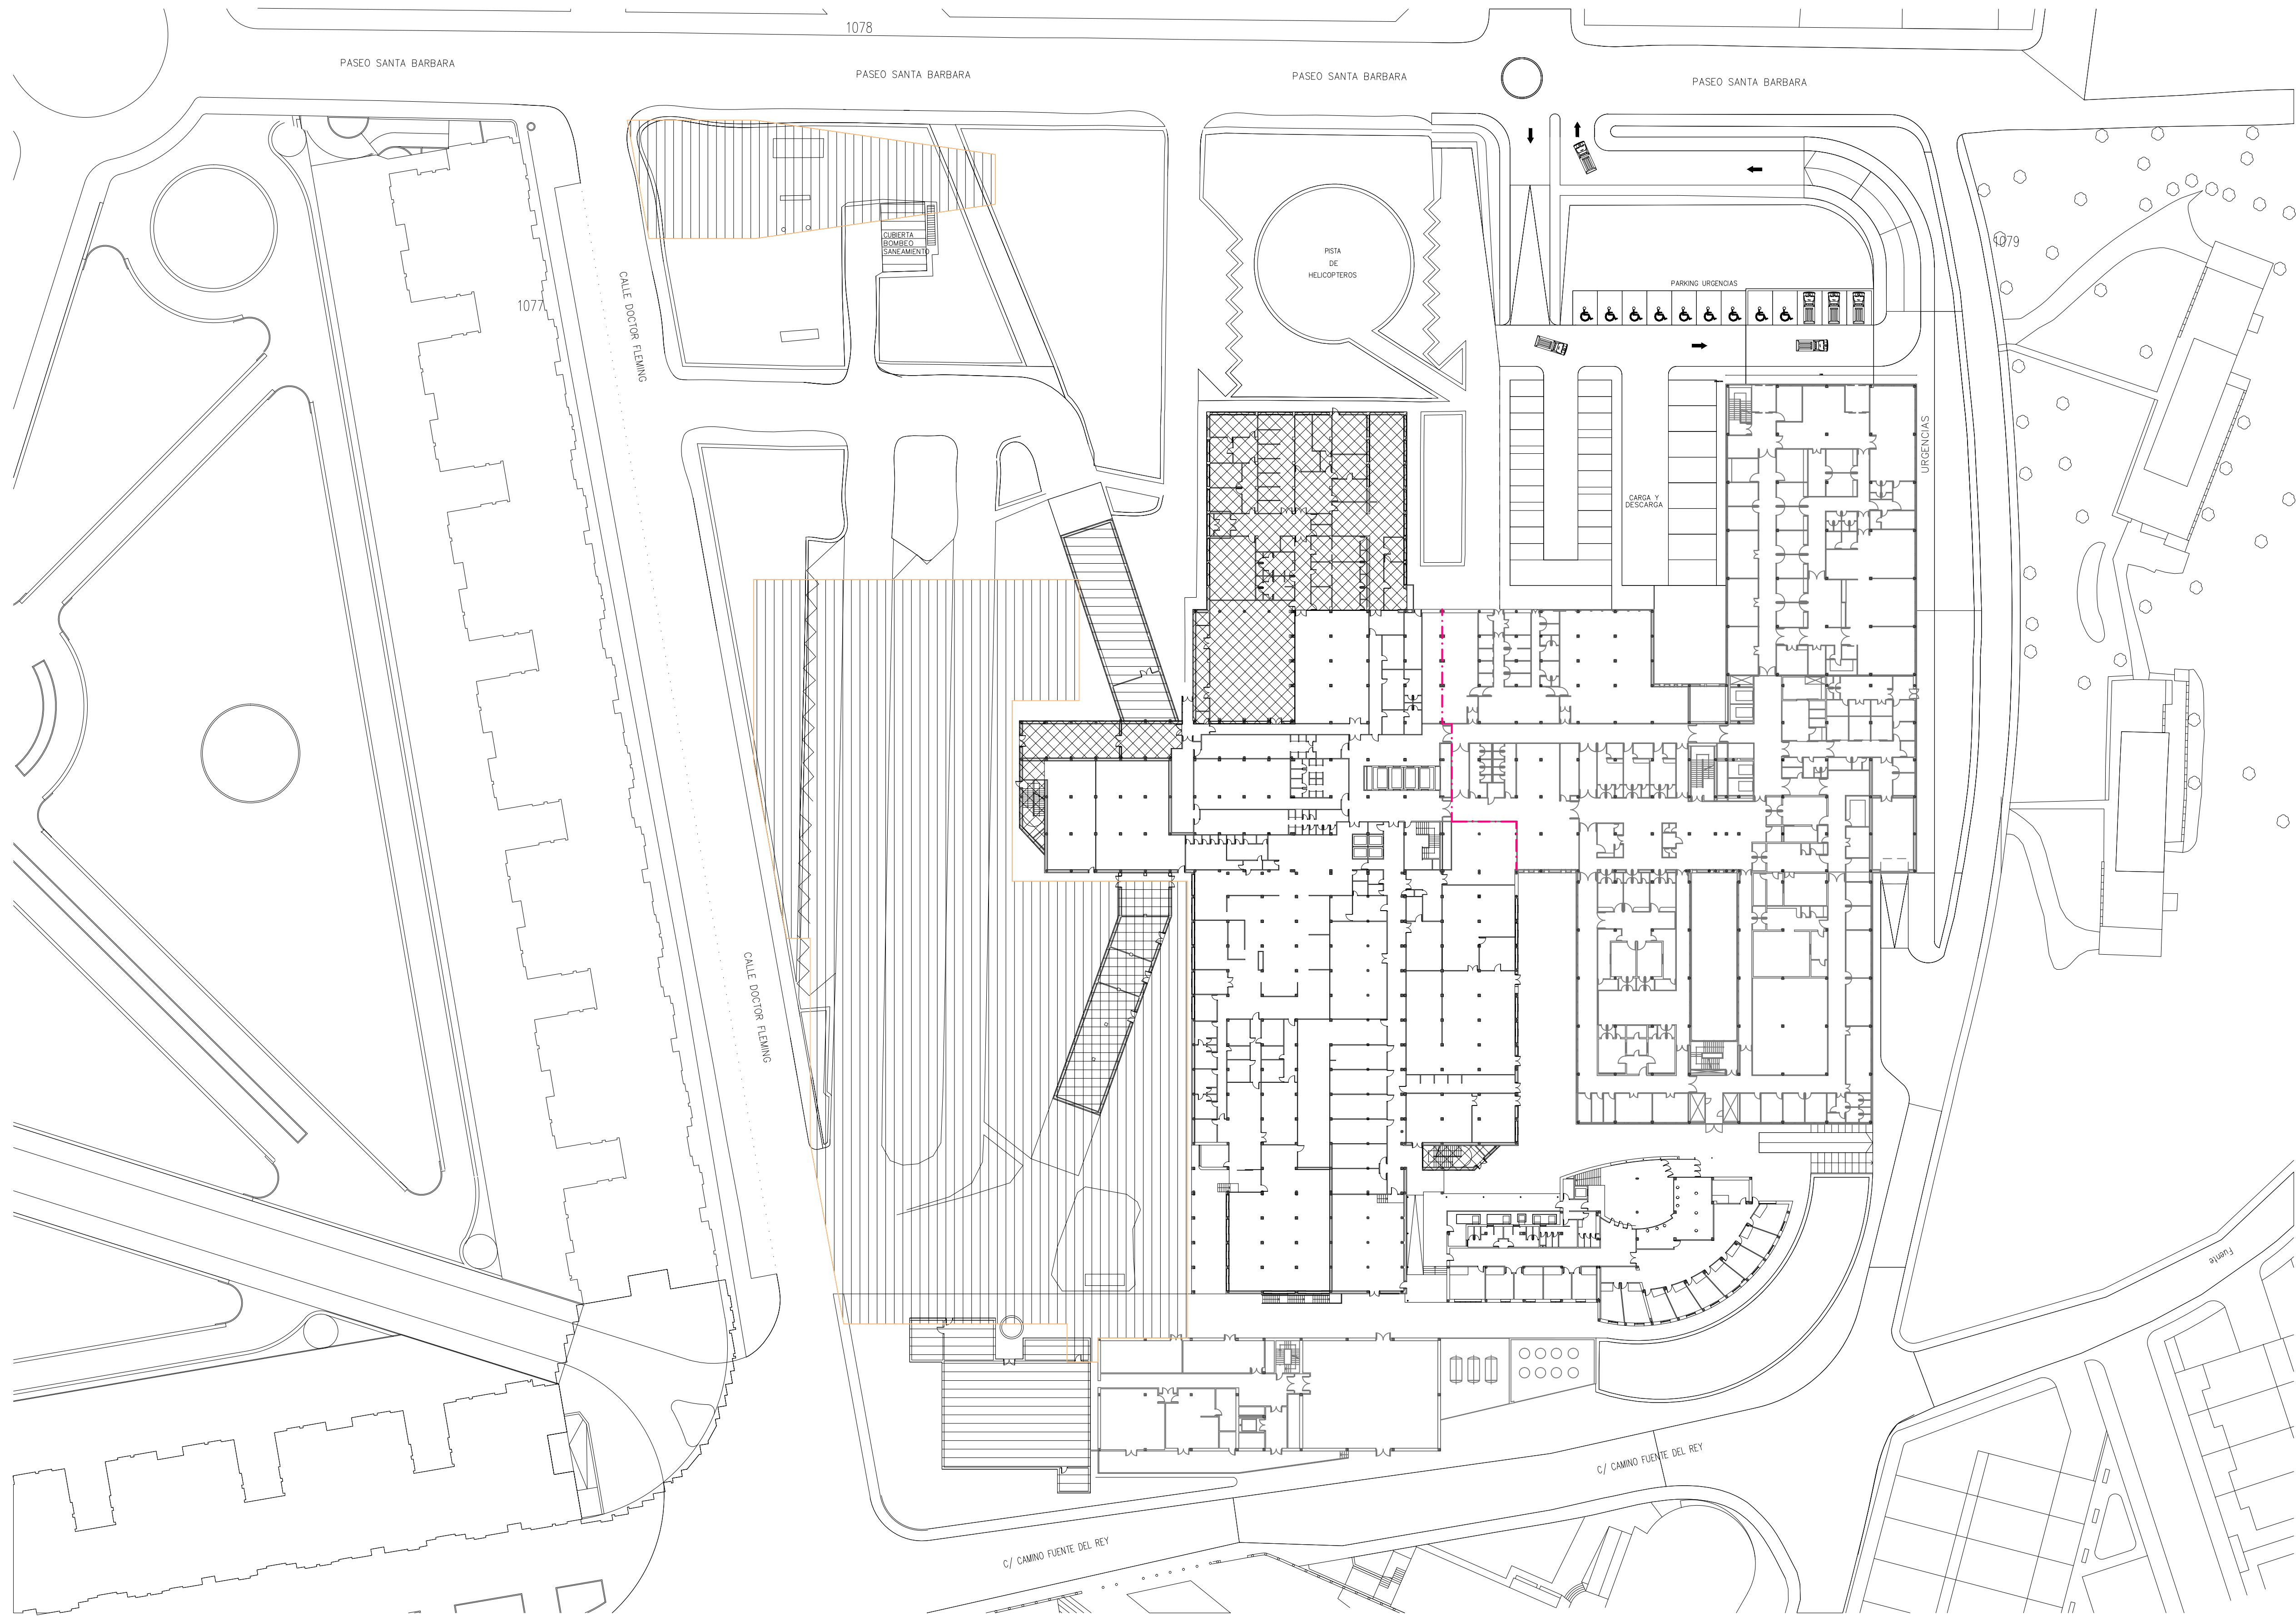 1078
PASEO SANTA BARBARA
PASEO SANTA BARBARA
PASEO SANTA BARBARA
PASEO SANTA BARBARA
CUBIERTA
BOMBEO
SANEAMIENTO
PISTA
DE
HELICOPTEROS
1079
PARKING URGENCIAS
1077
CALLE DOCTOR FLEMING
URGENCIAS
CARGA Y
DESCARGA
CALLE DOCTOR FLEMING
Fuente
C/ CAMINO FUENTE DEL REY
C/ CAMINO FUENTE DEL REY